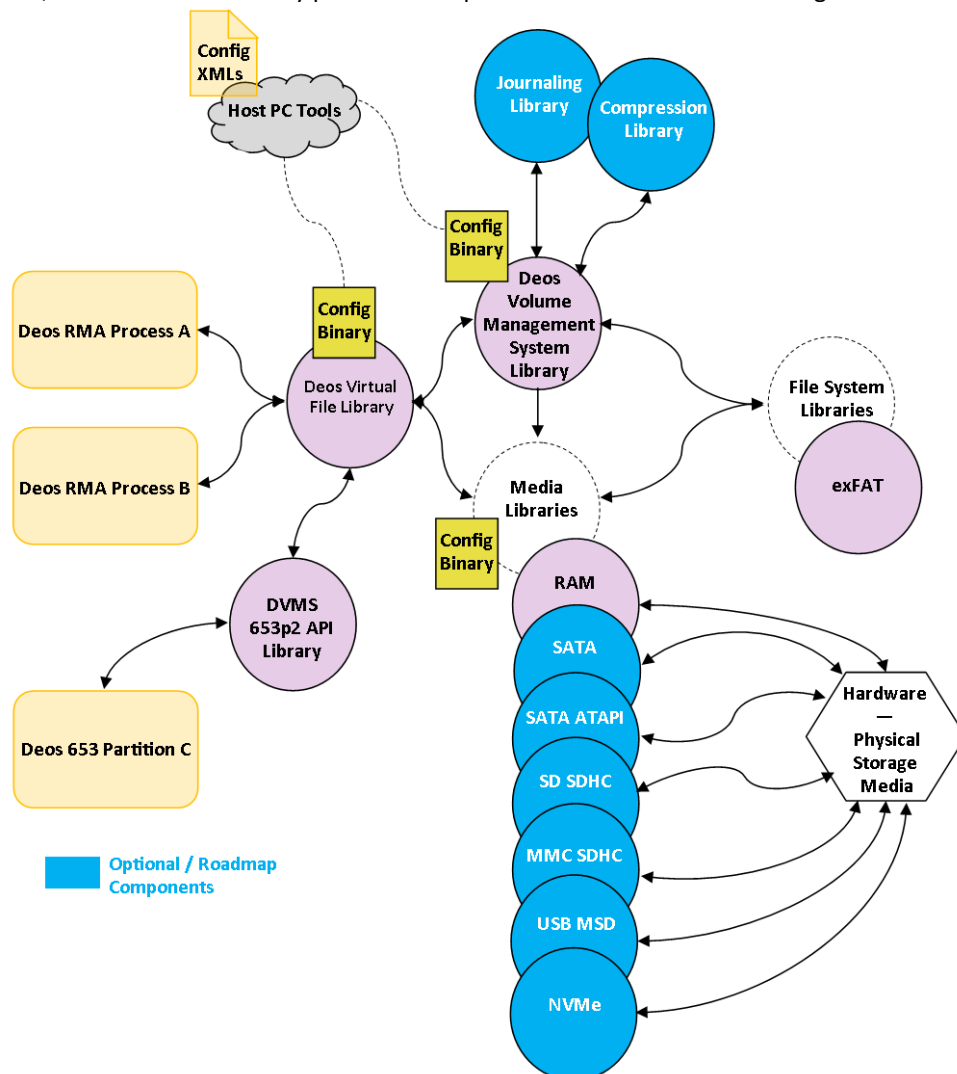 Config
XMLs
Host PC Tools
Journaling
Library
Compression
Library
Config
Binary
Deos
Volume
Management
System
Library
Config
Binary
Deos Virtual
File Library
Deos RMA Process A
Deos RMA Process B
File System
Libraries
exFAT
Media
Libraries
Config
Binary
RAM
DVMS
653p2 API
Library
SATA
SATA ATAPI
SD SDHC
MMC SDHC
USB MSD
NVMe
Hardware
—
Physical
Storage
Media
Deos 653 Partition C
Optional / Roadmap
Components